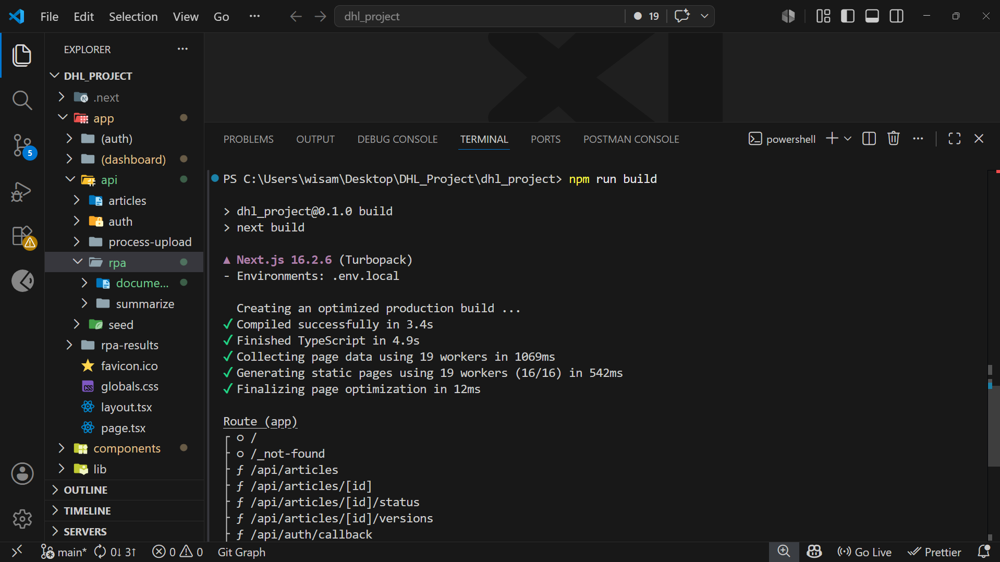 File Edit Selection View Go ...
dhl_project
19
EXPLORER
DHL_PROJECT
.next
app
(auth)
(dashboard)
api
articles
auth
process-upload
rpa
docume...
summarize
seed
rpa-results
favicon.ico
globals.css
layout.tsx
page.tsx
components
lib
OUTLINE
TIMELINE
SERVERS
5
PROBLEMS OUTPUT DEBUG CONSOLE TERMINAL PORTS POSTMAN CONSOLE
powershell
PS C:\Users\wisam\Desktop\DHL_Project\dhl_project> npm run build
> dhl_project@0.1.0 build
> next build
▲ Next.js 16.2.6 (Turbopack)
- Environments: .env.local
Creating an optimized production build ...
✓ Compiled successfully in 3.4s
✓ Finished TypeScript in 4.9s
✓ Collecting page data using 19 workers in 1069ms
✓ Generating static pages using 19 workers (16/16) in 542ms
✓ Finalizing page optimization in 12ms
Route (app)
┌ ○ /
├ ○ /_not-found
├ ƒ /api/articles
├ ƒ /api/articles/[id]
├ ƒ /api/articles/[id]/status
├ ƒ /api/articles/[id]/versions
├ ƒ /api/auth/callback
main* 0↓ 3↑ 0 0 Git Graph
Go Live Prettier